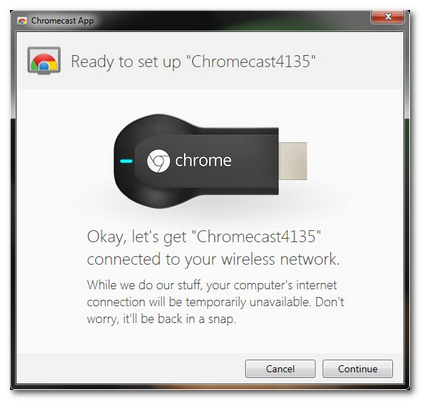 Chromecast App
Ready to set up "Chromecast4135"
chrome
Okay, let's get "Chromecast4135"
connected to your wireless network.
While we do our stuff, your computer's internet
connection will be temporarily unavailable. Don't
worry, it'll be back in a snap.
Cancel
Continue